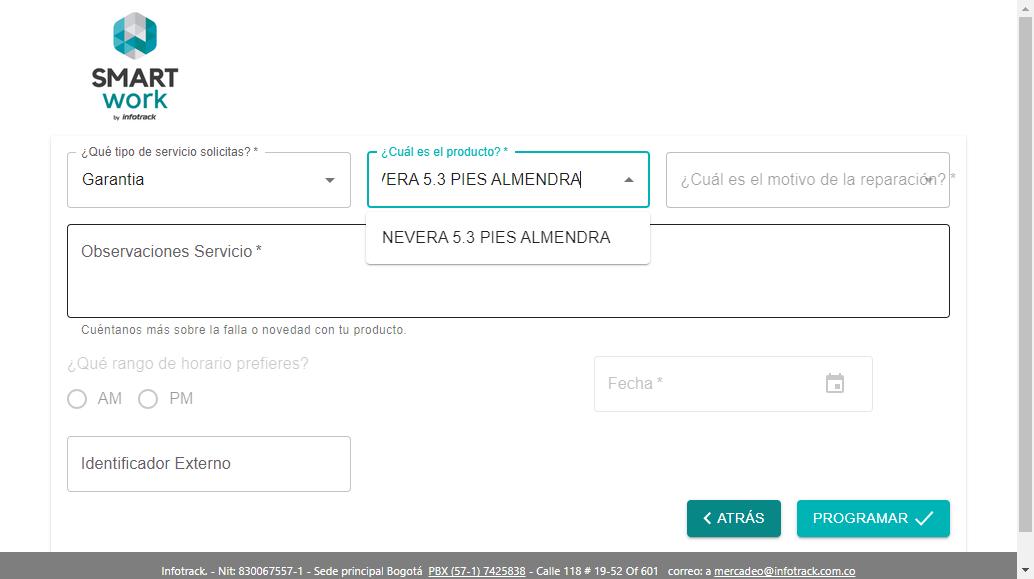 SMART
work
by infotrack
¿Qué tipo de servicio solicitas? *
Garantia
¿Cuál es el producto? *
VERA 5.3 PIES ALMENDRA
¿Cuál es el motivo de la reparación? *
NEVERA 5.3 PIES ALMENDRA
Observaciones Servicio *
Cuéntanos más sobre la falla o novedad con tu producto.
¿Qué rango de horario prefieres?
AM PM
Fecha *
Identificador Externo
ATRÁS
PROGRAMAR
Infotrack. - Nit: 830067557-1 - Sede principal Bogotá PBX (57-1) 7425838 - Calle 118 # 19-52 Of 601 correo: a mercadeo@infotrack.com.co